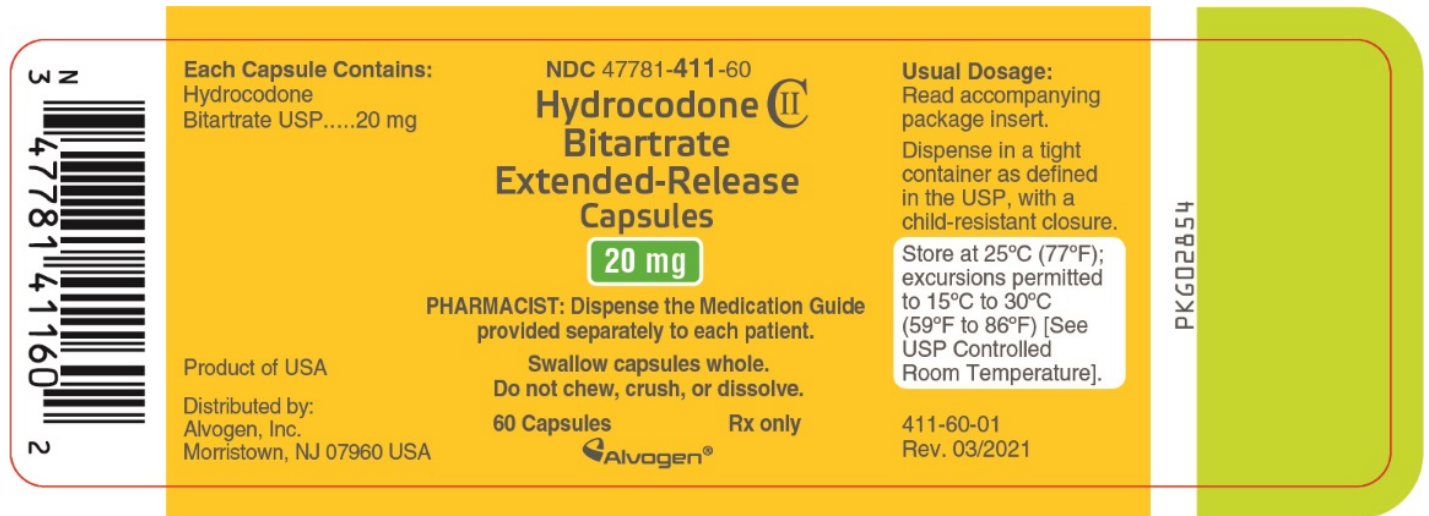 N
3 47781 41160 2
Each Capsule Contains:
Hydrocodone
Bitartrate USP.....20 mg
Product of USA
Distributed by:
Alvogen, Inc.
Morristown, NJ 07960 USA
NDC 47781-411-60
Hydrocodone CII
Bitartrate
Extended-Release
Capsules
20 mg
PHARMACIST: Dispense the Medication Guide
provided separately to each patient.
Swallow capsules whole.
Do not chew, crush, or dissolve.
60 Capsules Rx only
Alvogen®
Usual Dosage:
Read accompanying
package insert.
Dispense in a tight
container as defined
in the USP, with a
child-resistant closure.
Store at 25°C (77°F);
excursions permitted
to 15°C to 30°C
(59°F to 86°F) [See
USP Controlled
Room Temperature].
411-60-01
Rev. 03/2021
PKG02854